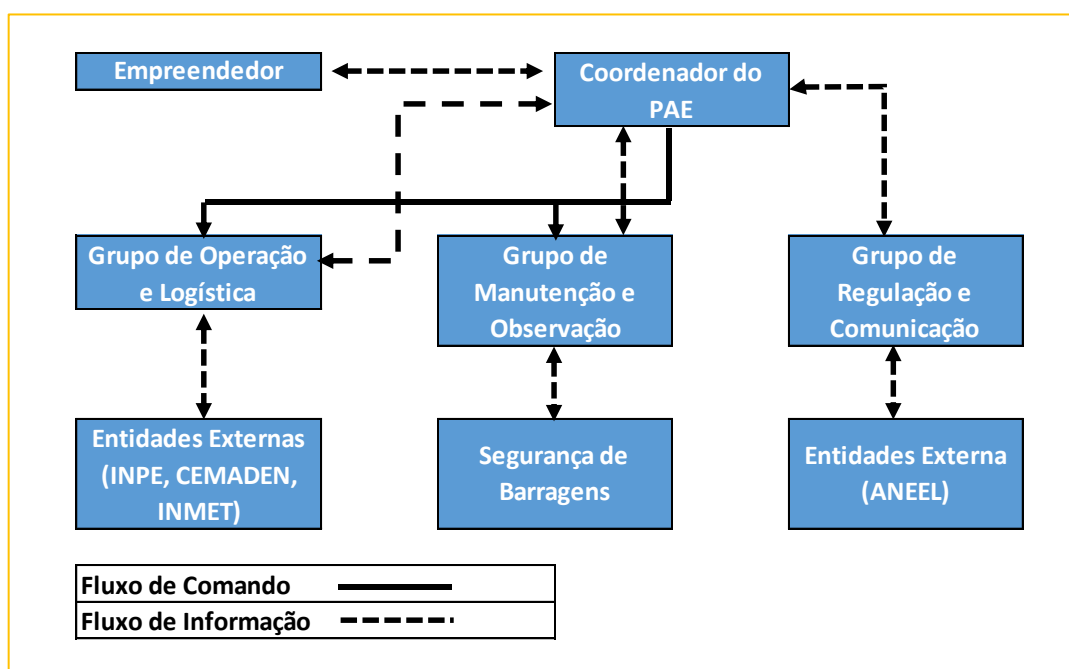 Empreendedor
Coordenador do
PAE
Grupo de Operação
e Logística
Grupo de
Manutenção e
Observação
Grupo de
Regulação e
Comunicação
Entidades Externas
(INPE, CEMADEN,
INMET)
Segurança de
Barragens
Entidades Externa
(ANEEL)
Fluxo de Comando
Fluxo de Informação